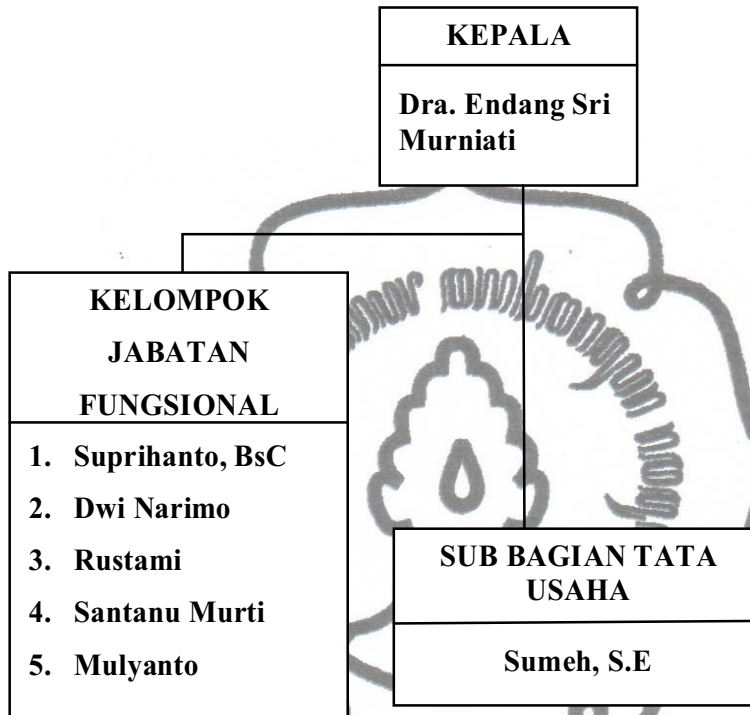 KEPALA
Dra. Endang Sri
Murniati
KELOMPOK
JABATAN
FUNGSIONAL
1. Suprihanto, BsC
2. Dwi Narimo
3. Rustami
4. Santanu Murti
5. Mulyanto
SUB BAGIAN TATA
USAHA
Sumeh, S.E